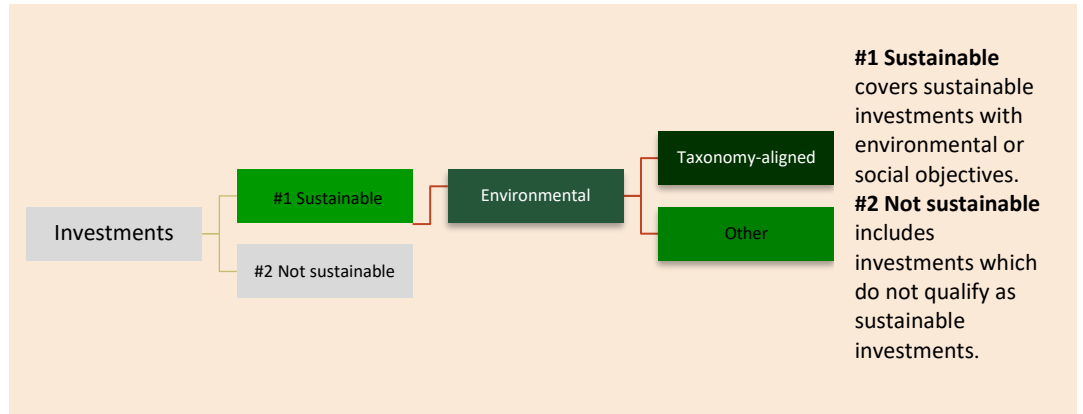 Investments
#1 Sustainable
#2 Not sustainable
Environmental
Taxonomy-aligned
Other
#1 Sustainable
covers sustainable
investments with
environmental or
social objectives.
#2 Not sustainable
includes
investments which
do not qualify as
sustainable
investments.